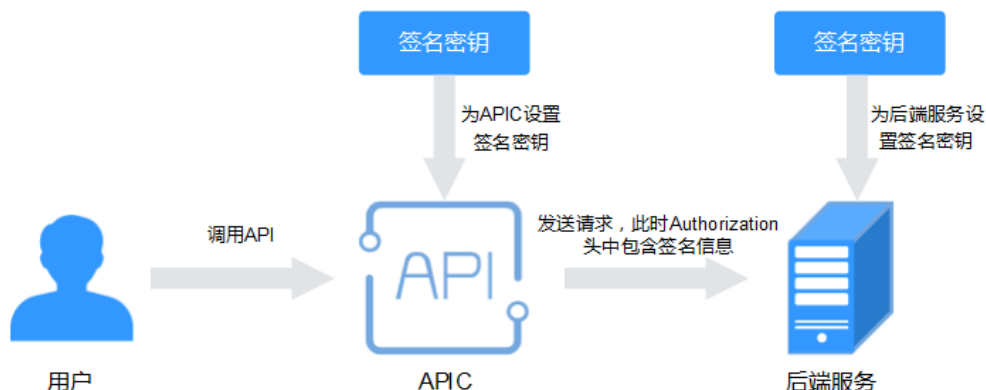 签名密钥
签名密钥
为APIC设置
签名密钥
为后端服务设
置签名密钥
调用API
发送请求，此时Authorization
头中包含签名信息
API
用户
APIC
后端服务